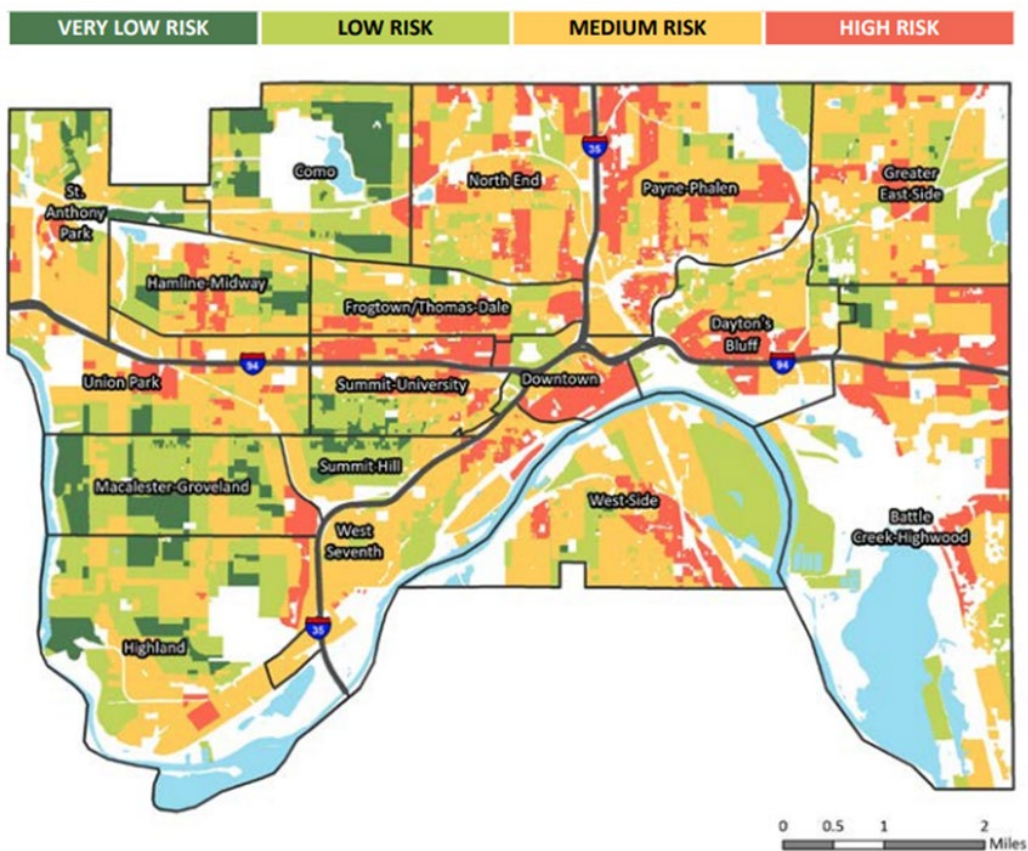 VERY LOW RISK LOW RISK MEDIUM RISK HIGH RISK
Como
35
North End
Payne-Phalen
Greater
East-Side
St.
Anthony
Park
Hamline-Midway
Frogtown/Thomas-Dale
Dayton's
Bluff
94
94
Union Park
Summit-University
Downtown
Summit-Hill
Macalester-Groveland
West
Seventh
West-Side
Battle
Creek-Highwood
35
Highland
0 0.5 1 2
Miles